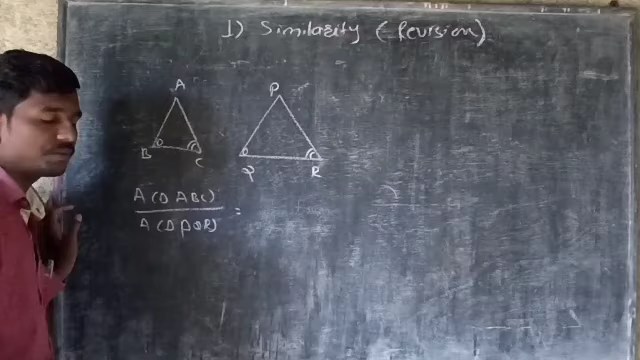 1) Similarity (Revision)
A P
B C Q R
A (Δ ABC)
=
A (Δ PQR)